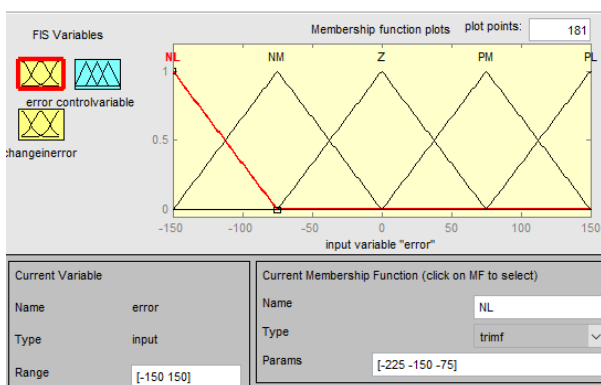 FIS Variables
Membership function plots plot points: 181
NL NM Z PM PL
1
error controlvariable
0.5
changeinerror
0
-150 -100 -50 0 50 100 150
input variable "error"
Current Variable
Current Membership Function (click on MF to select)
Name error
Name NL
Type input
Type trimf
Params [-225 -150 -75]
Range [-150 150]